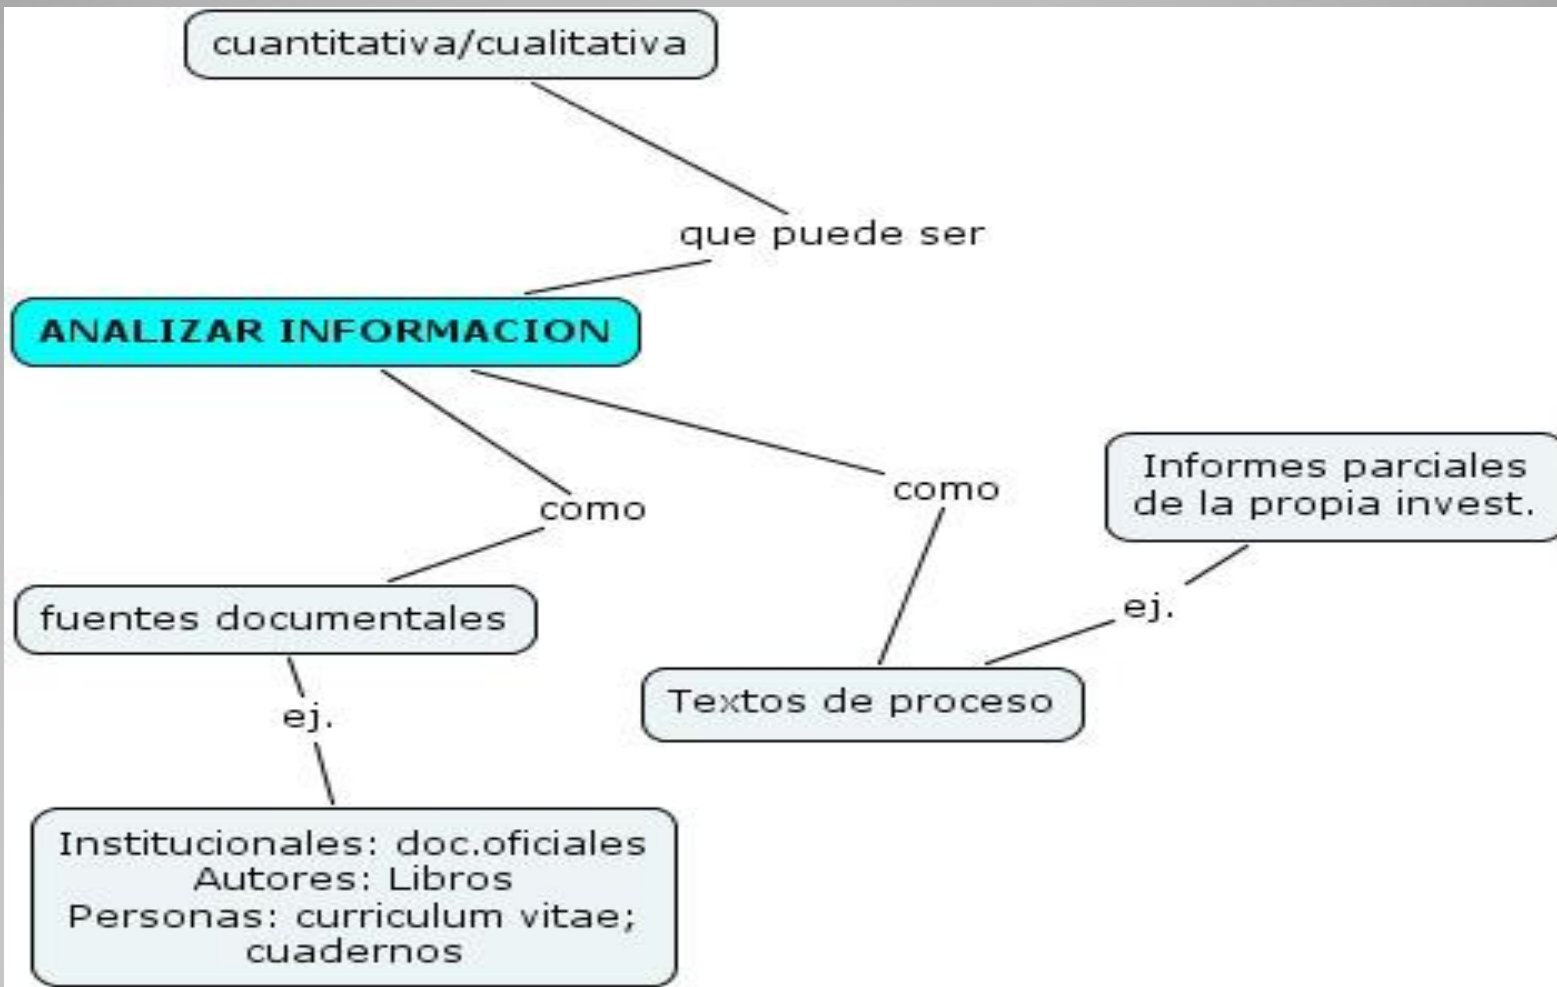 cuantitativa/cualitativa
que puede ser
ANALIZAR INFORMACION
como
como
Informes parciales
de la propia invest.
ej.
fuentes documentales
Textos de proceso
ej.
Institucionales: doc.oficiales
Autores: Libros
Personas: curriculum vitae;
cuadernos